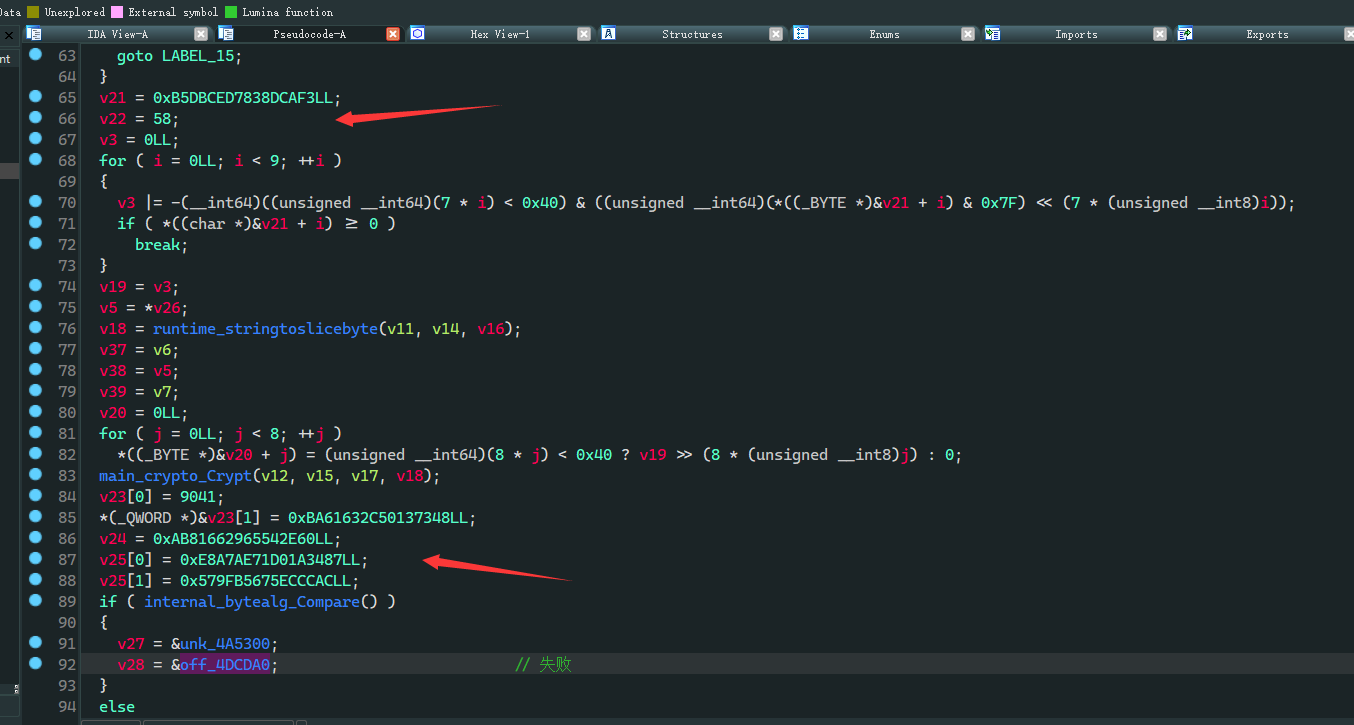 Data Unexplored External symbol Lumina function
IDA View-A Pseudocode-A Hex View-1 Structures Enums Imports Exports
nt
63 goto LABEL_15;
64 }
65 v21 = 0xB5DBCED7838DCAF3LL;
66 v22 = 58;
67 v3 = 0LL;
68 for ( i = 0LL; i < 9; ++i )
69 {
70 v3 |= -(__int64)((unsigned __int64)(7 * i) < 0x40) & ((unsigned __int64)(*((_BYTE *)&v21 + i) & 0x7F) << (7 * (unsigned __int8)i));
71 if ( *((char *)&v21 + i) >= 0 )
72 break;
73 }
74 v19 = v3;
75 v5 = *v26;
76 v18 = runtime_stringtoslicebyte(v11, v14, v16);
77 v37 = v6;
78 v38 = v5;
79 v39 = v7;
80 v20 = 0LL;
81 for ( j = 0LL; j < 8; ++j )
82 *((_BYTE *)&v20 + j) = (unsigned __int64)(8 * j) < 0x40 ? v19 >> (8 * (unsigned __int8)j) : 0;
83 main_crypto_Crypt(v12, v15, v17, v18);
84 v23[0] = 9041;
85 *(_QWORD *)&v23[1] = 0xBA61632C50137348LL;
86 v24 = 0xAB81662965542E60LL;
87 v25[0] = 0xE8A7AE71D01A3487LL;
88 v25[1] = 0x579FB5675ECCCACLL;
89 if ( internal_bytealg_Compare() )
90 {
91 v27 = &unk_4A5300;
92 v28 = &off_4DCDA0; // 失败
93 }
94 else